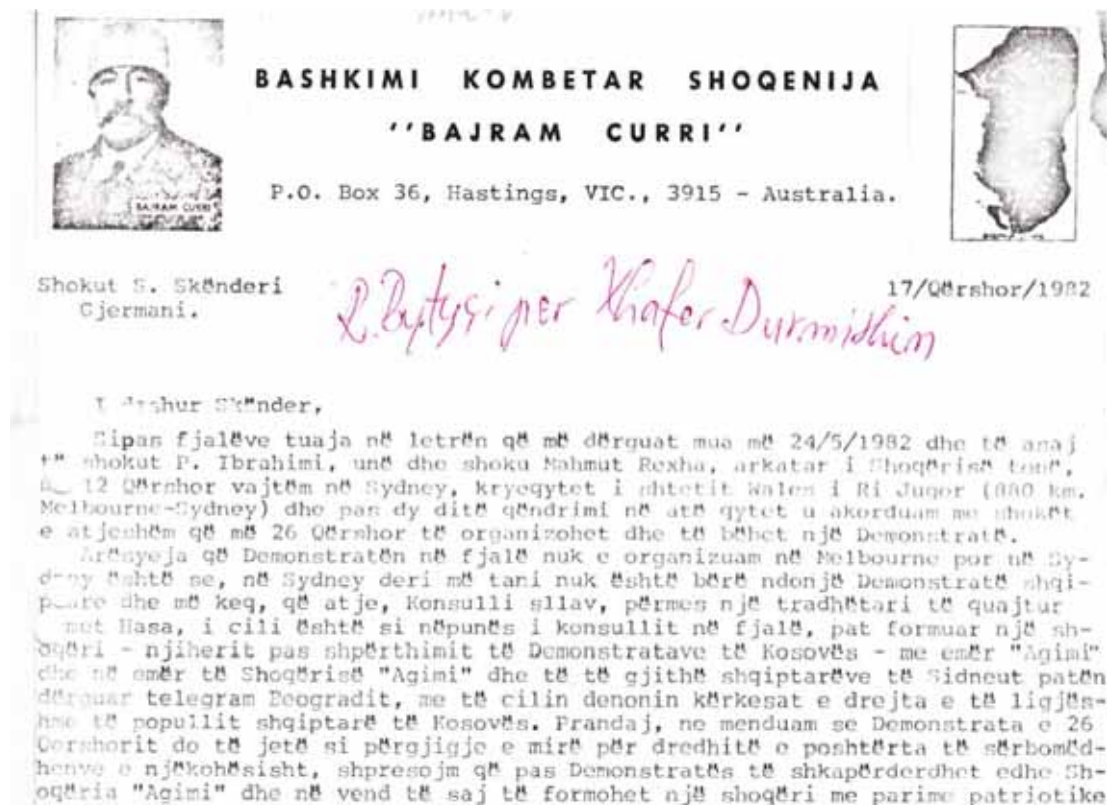 BASHKIMI KOMBETAR SHOQENIJA
''BAJRAM CURRI''
P.O. Box 36, Hastings, VIC., 3915 - Australia.
BAJRAM CURRI
Shokut S. Skënderi
Gjermani.
17/Qërshor/1982
R. Bytyçi per Xhafer Durmishin
I dashur Skënder,
Sipas fjalëve tuaja në letrën që më dërguat mua më 24/5/1982 dhe të anaj
të shokut P. Ibrahimi, unë dhe shoku Mahmut Rexha, arkatar i Shoqërisë tonë,
12 Qërshor vajtëm në Sydney, kryeqytet i shtetit Wales i Ri Jugor (880 km.
Melbourne-Sydney) dhe pas dy ditë qëndrimi në atë qytet u akorduam me shokët
e atjeshëm që më 26 Qërshor të organizohet dhe të bëhet një Demonstratë.
Arësyeja që Demonstratën në fjalë nuk e organizuam në Melbourne por në Sy-
dney është se, në Sydney deri më tani nuk është bërë ndonjë Demonstratë shqi-
ptare dhe më keq, që atje, Konsulli sllav, përmes një tradhëtari të quajtur
Hasa, i cili është si nëpunës i konsullit në fjalë, pat formuar një sh-
oqëri - njiherit pas shpërthimit të Demonstratave të Kosovës - me emër "Agimi"
dhe në emër të Shoqërisë "Agimi" dhe të të gjithë shqiptarëve të Sidneut patën
dërguar telegram Beogradit, me të cilin denonin kërkesat e drejta e të ligjës-
hme të popullit shqiptarë të Kosovës. Prandaj, ne menduam se Demonstrata e 26
Qershorit do të jetë si përgjigje e mirë për dredhitë e poshtërta të sërbomëd-
henve e njëkohësisht, shpresojm që pas Demonstratës të shkapërderdhet edhe Sh-
oqëria "Agimi" dhe në vend të saj të formohet një shoqëri me parime patriotike